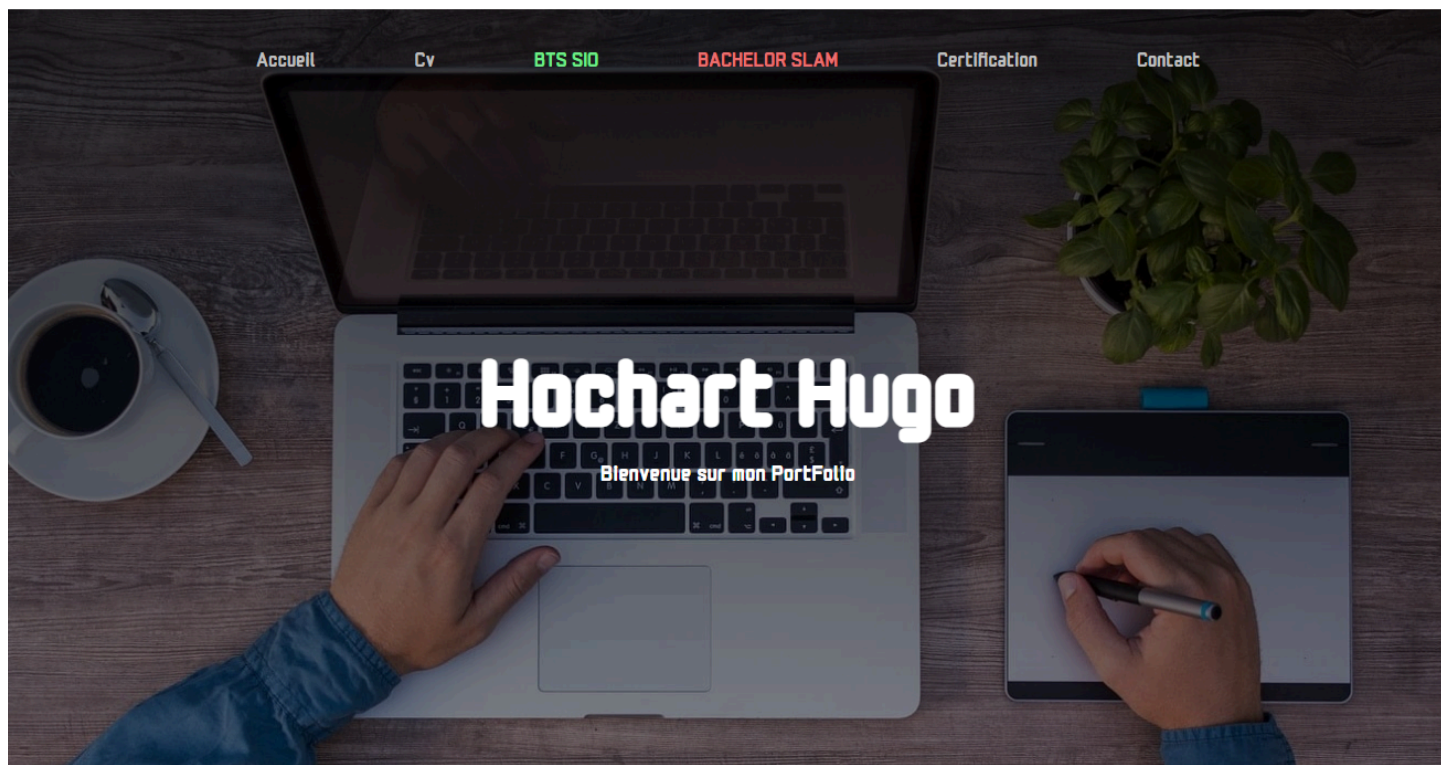 Accueil Cv BTS SIO BACHELOR SLAM Certification Contact
Hochart Hugo
Bienvenue sur mon PortFolio